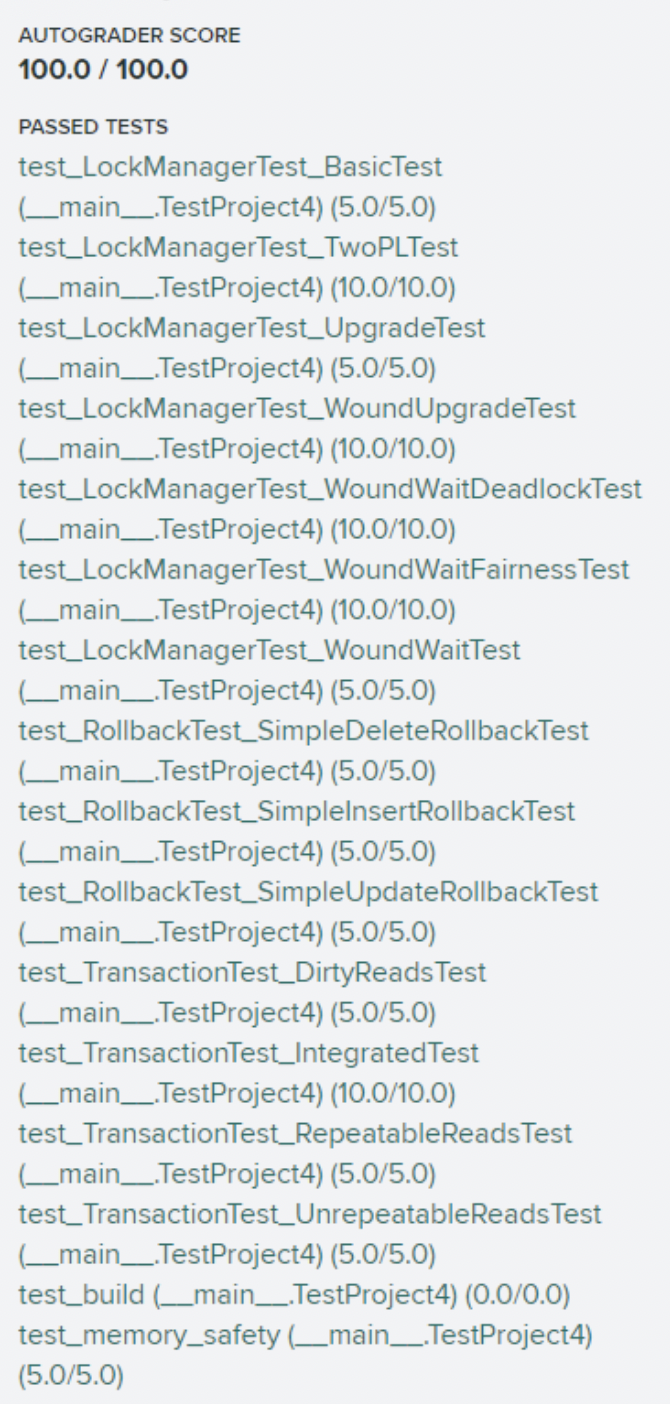 AUTOGRADER SCORE
100.0 / 100.0
PASSED TESTS
test_LockManagerTest_BasicTest
(__main__.TestProject4) (5.0/5.0)
test_LockManagerTest_TwoPLTest
(__main__.TestProject4) (10.0/10.0)
test_LockManagerTest_UpgradeTest
(__main__.TestProject4) (5.0/5.0)
test_LockManagerTest_WoundUpgradeTest
(__main__.TestProject4) (10.0/10.0)
test_LockManagerTest_WoundWaitDeadlockTest
(__main__.TestProject4) (10.0/10.0)
test_LockManagerTest_WoundWaitFairnessTest
(__main__.TestProject4) (10.0/10.0)
test_LockManagerTest_WoundWaitTest
(__main__.TestProject4) (5.0/5.0)
test_RollbackTest_SimpleDeleteRollbackTest
(__main__.TestProject4) (5.0/5.0)
test_RollbackTest_SimpleInsertRollbackTest
(__main__.TestProject4) (5.0/5.0)
test_RollbackTest_SimpleUpdateRollbackTest
(__main__.TestProject4) (5.0/5.0)
test_TransactionTest_DirtyReadsTest
(__main__.TestProject4) (5.0/5.0)
test_TransactionTest_IntegratedTest
(__main__.TestProject4) (10.0/10.0)
test_TransactionTest_RepeatableReadsTest
(__main__.TestProject4) (5.0/5.0)
test_TransactionTest_UnrepeatableReadsTest
(__main__.TestProject4) (5.0/5.0)
test_build (__main__.TestProject4) (0.0/0.0)
test_memory_safety (__main__.TestProject4)
(5.0/5.0)